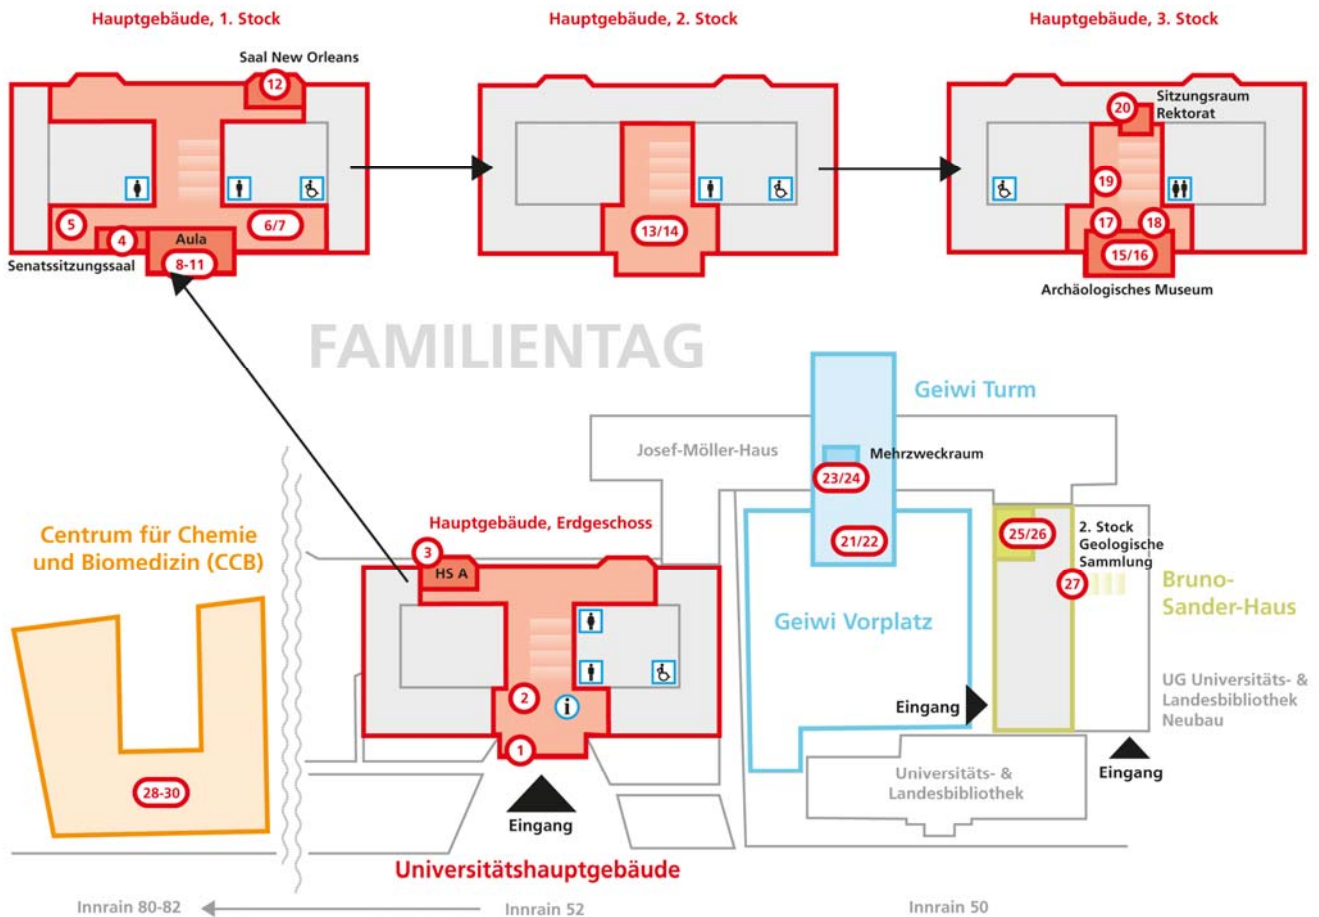 Hauptgebäude, 1. Stock
Hauptgebäude, 2. Stock
Hauptgebäude, 3. Stock
Saal New Orleans
12
5
4
6/7
Aula
8-11
Senatssitzungssaal
13/14
20
Sitzungsraum
Rektorat
19
17
18
15/16
Archäologisches Museum
FAMILIENTAG
Geiwi Turm
Josef-Möller-Haus
Mehrzweckraum
23/24
21/22
Geiwi Vorplatz
Eingang
25/26
2. Stock
Geologische
Sammlung
27
Bruno-
Sander-Haus
UG Universitäts- &
Landesbibliothek
Neubau
Eingang
Universitäts- &
Landesbibliothek
Centrum für Chemie
und Biomedizin (CCB)
28-30
Hauptgebäude, Erdgeschoss
3
HS A
2
i
1
Eingang
Universitätshauptgebäude
Innrain 80-82
Innrain 52
Innrain 50